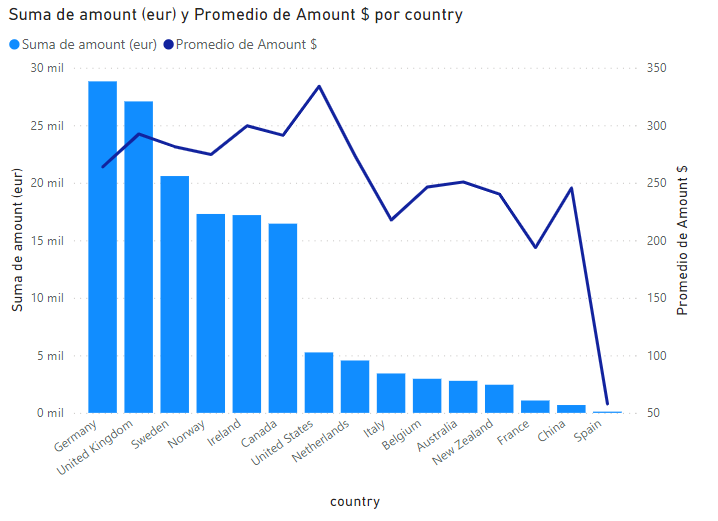 Suma de amount (eur) y Promedio de Amount $ por country
Suma de amount (eur) Promedio de Amount $
30 mil
25 mil
20 mil
15 mil
10 mil
5 mil
0 mil
Suma de amount (eur)
350
300
250
200
150
100
50
Promedio de Amount $
Germany
United Kingdom
Sweden
Norway
Ireland
Canada
United States
Netherlands
Italy
Belgium
Australia
New Zealand
France
China
Spain
country